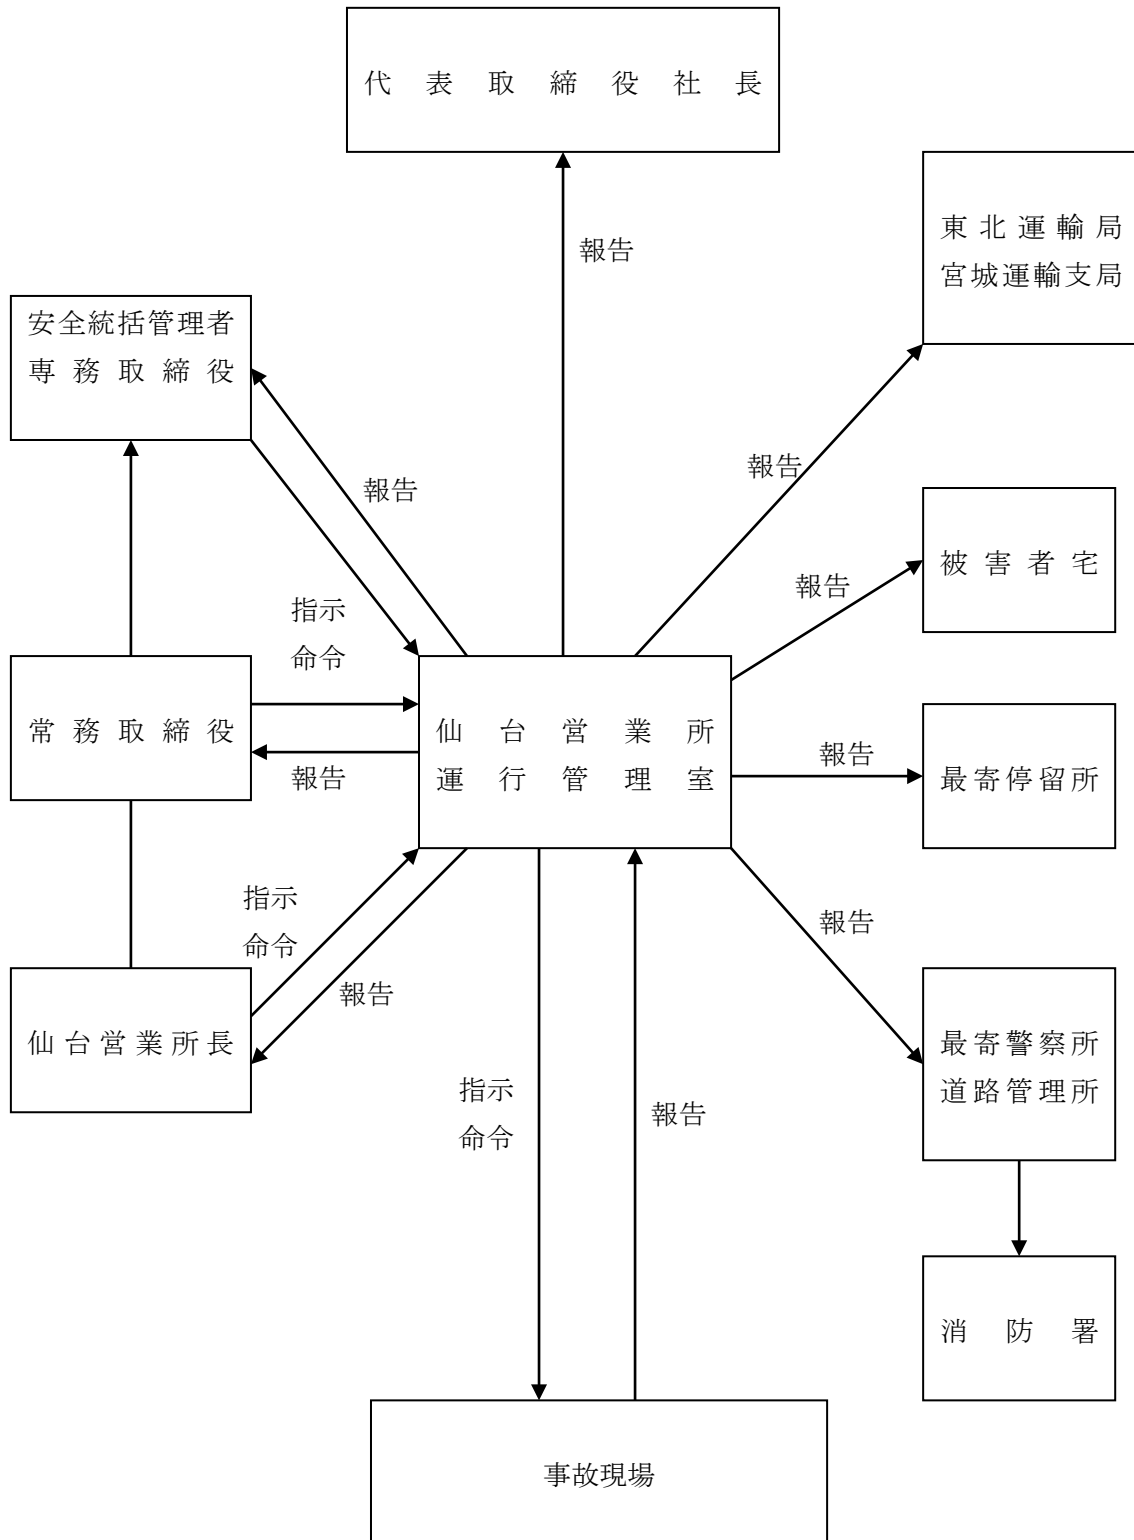 代表取締役社長
報告
東北運輸局
宮城運輸支局
安全統括管理者
専務取締役
報告
報告
被害者宅
報告
指示
命令
常務取締役
報告
仙台営業所
運行管理室
報告
最寄停留所
指示
命令
報告
報告
仙台営業所長
最寄警察所
道路管理所
指示
命令
報告
消防署
事故現場